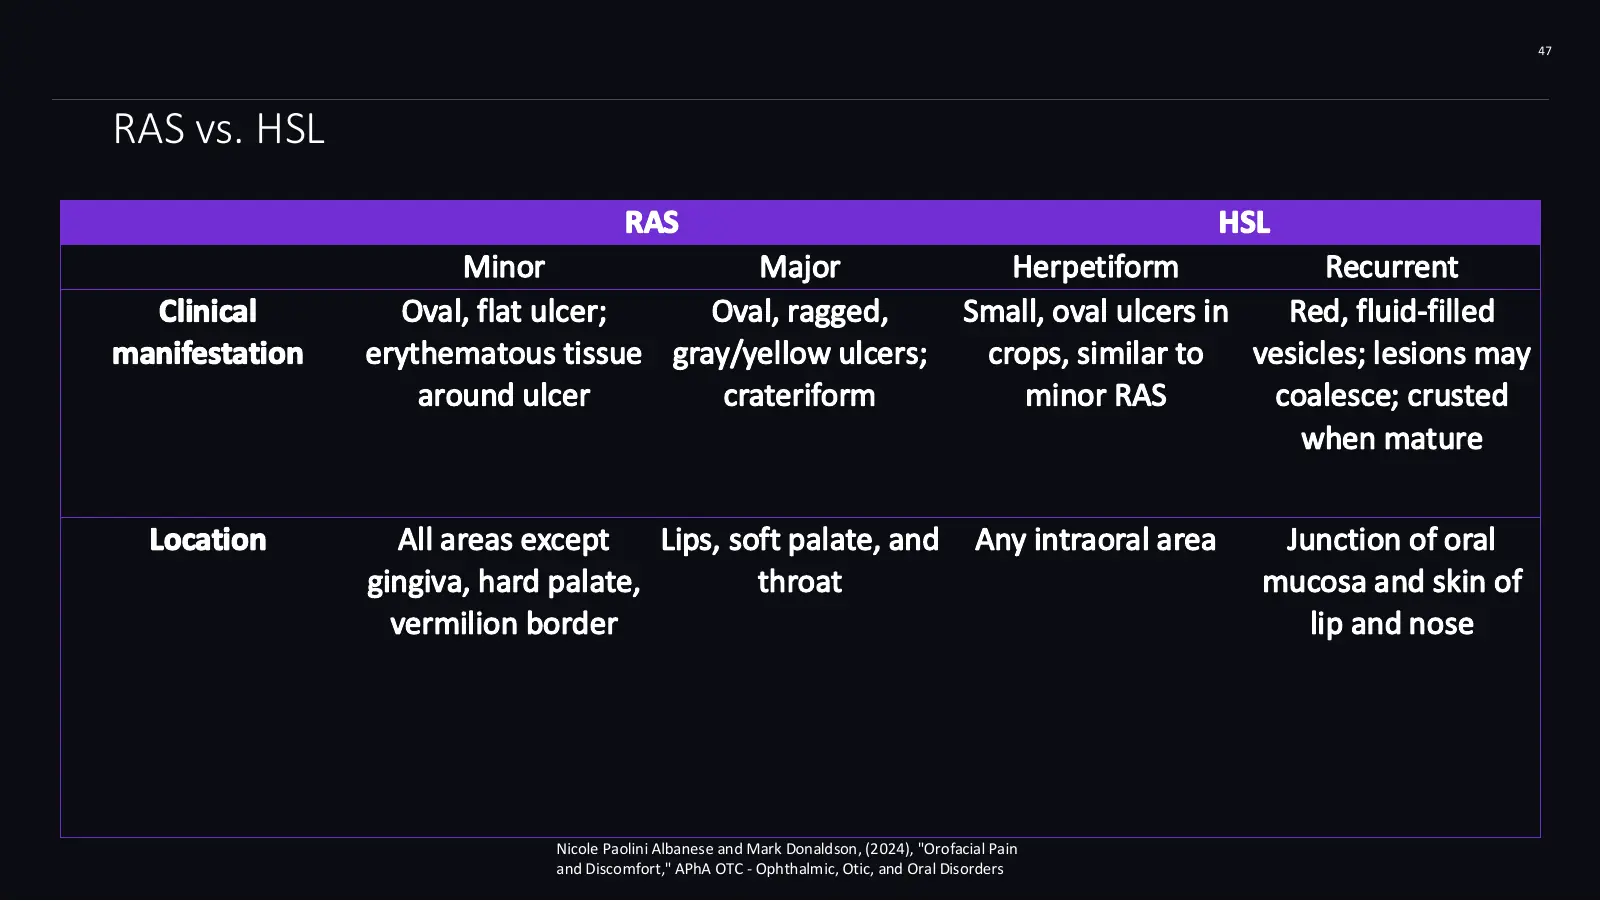 47
RAS vs. HSL
RAS HSL
Minor Major Herpetiform Recurrent
Clinical manifestation
Oval, flat ulcer;
erythematous tissue
around ulcer
Oval, ragged,
gray/yellow ulcers;
crateriform
Small, oval ulcers in
crops, similar to
minor RAS
Red, fluid-filled
vesicles; lesions may
coalesce; crusted
when mature
Location
All areas except
gingiva, hard palate,
vermilion border
Lips, soft palate, and
throat
Any intraoral area
Junction of oral
mucosa and skin of
lip and nose
Nicole Paolini Albanese and Mark Donaldson, (2024), "Orofacial Pain
and Discomfort," APhA OTC - Ophthalmic, Otic, and Oral Disorders